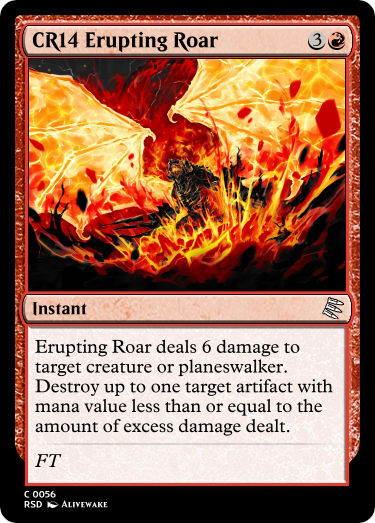 CR14 Erupting Roar 3
Instant
Erupting Roar deals 6 damage to
target creature or planeswalker.
Destroy up to one target artifact with
mana value less than or equal to the
amount of excess damage dealt.
FT
C 0056
RSD Alivewake